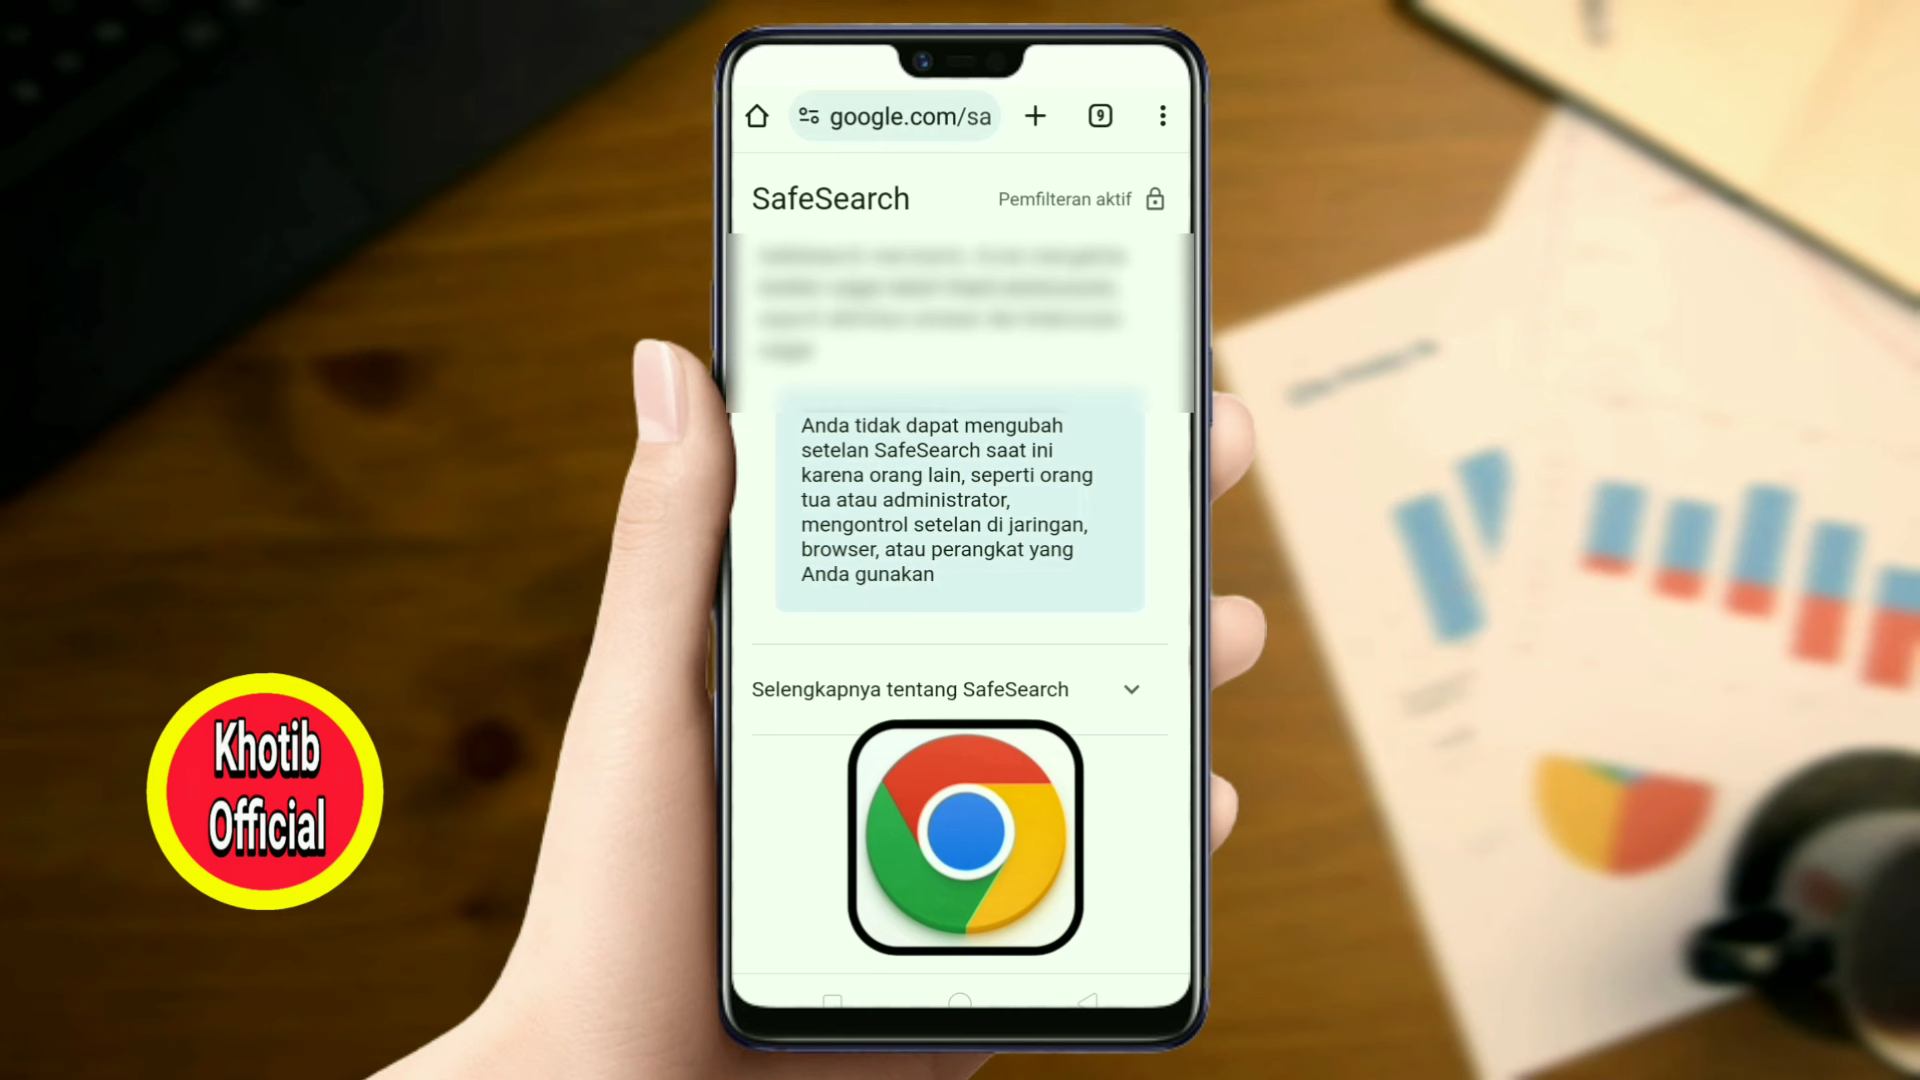 google.com/sa
9
SafeSearch
Pemfilteran aktif
Anda tidak dapat mengubah
setelan SafeSearch saat ini
karena orang lain, seperti orang
tua atau administrator,
mengontrol setelan di jaringan,
browser, atau perangkat yang
Anda gunakan
Selengkapnya tentang SafeSearch
Khotib
Official